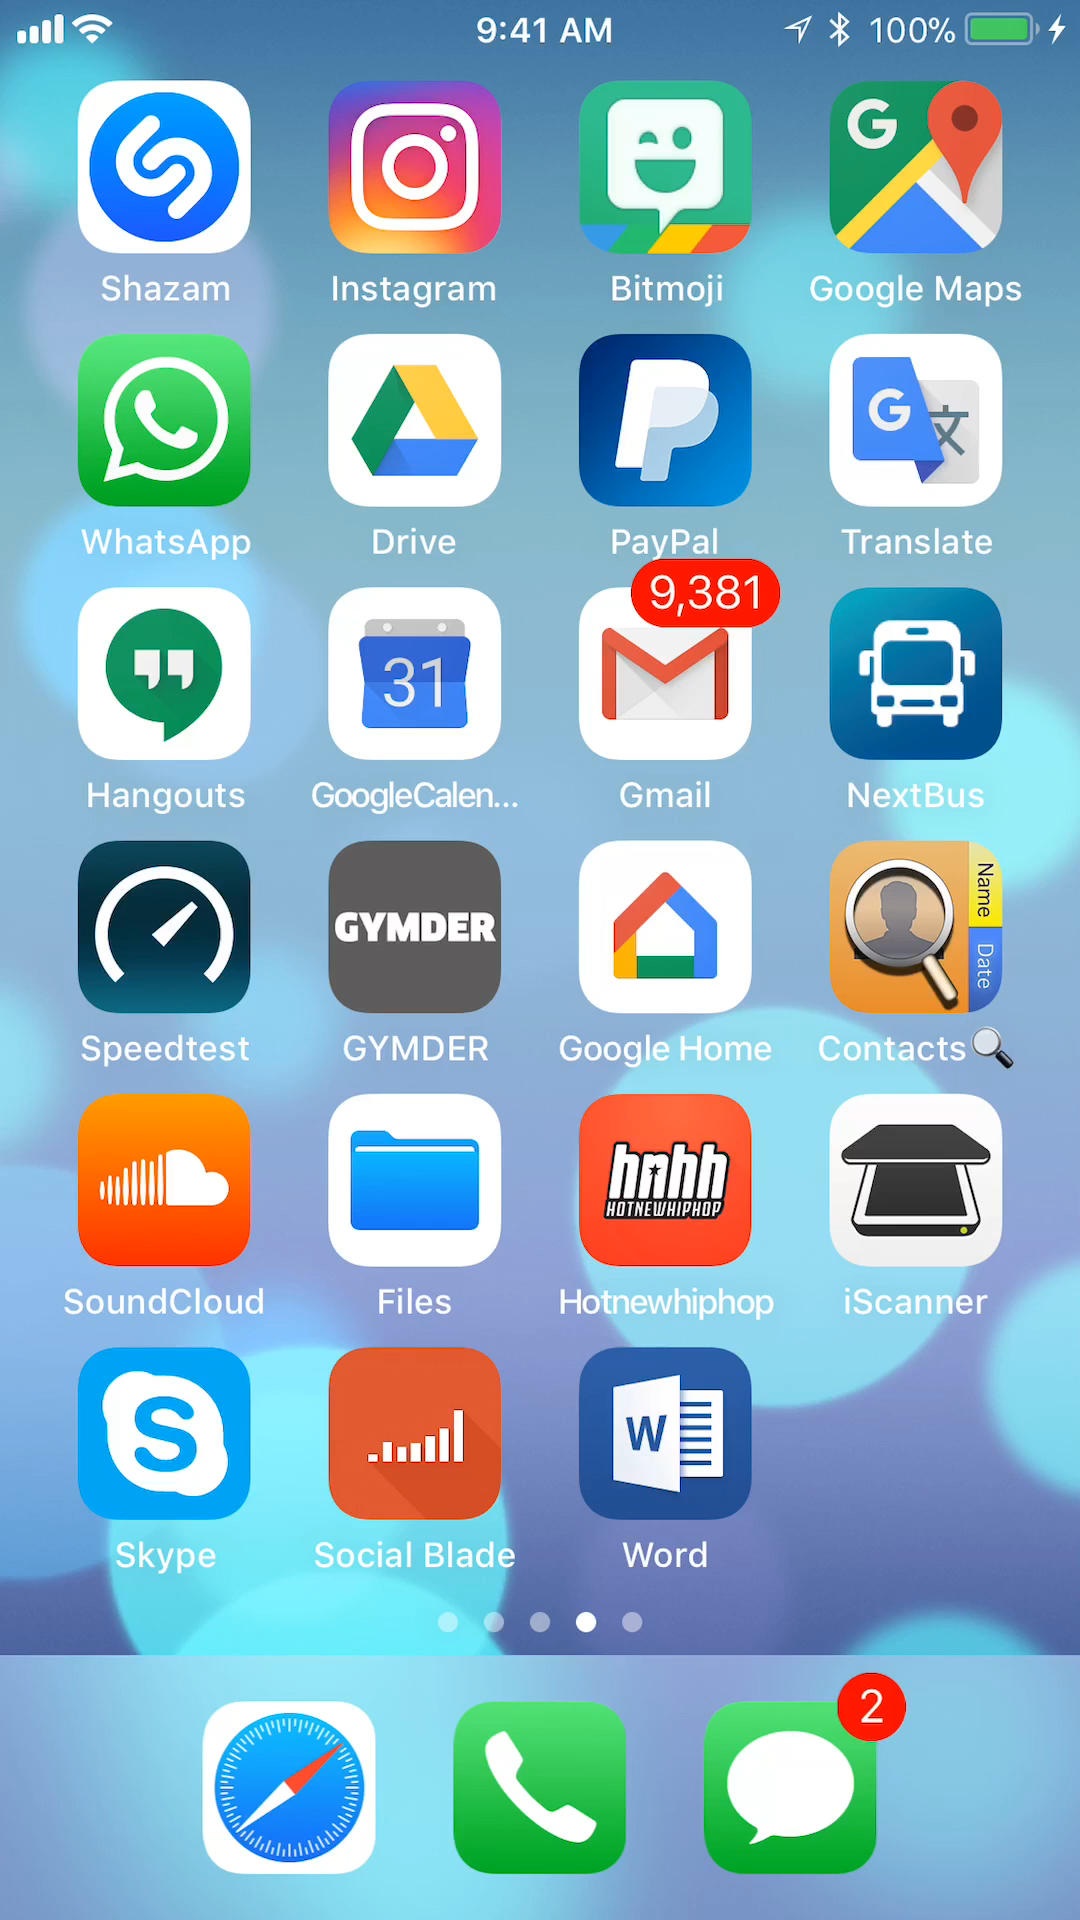 9:41 AM 100%
G
Shazam Instagram Bitmoji Google Maps
G 文
WhatsApp Drive PayPal Translate
9,381
31
Hangouts GoogleCalen... Gmail NextBus
GYMDER Name Date
Speedtest GYMDER Google Home Contacts
hnhh
HOTNEWHIPHOP
SoundCloud Files Hotnewhiphop iScanner
S W
Skype Social Blade Word
2